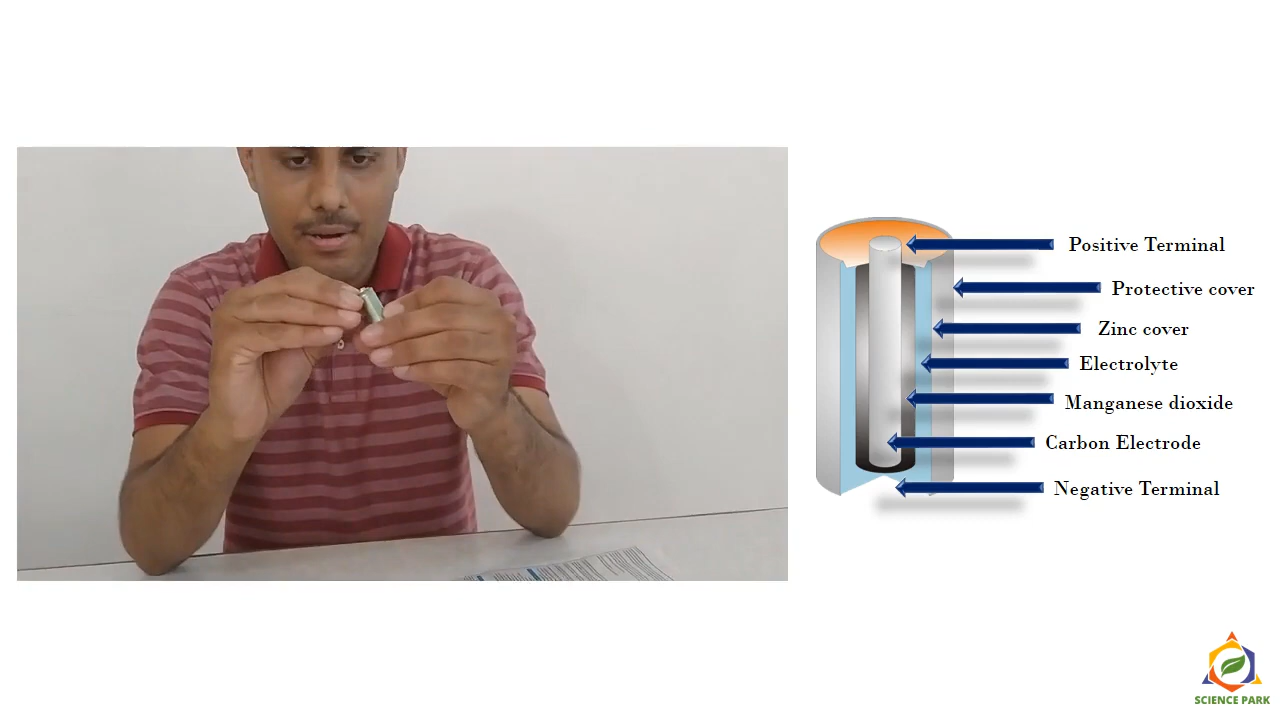 Positive Terminal
Protective cover
Zinc cover
Electrolyte
Manganese dioxide
Carbon Electrode
Negative Terminal
SCIENCE PARK